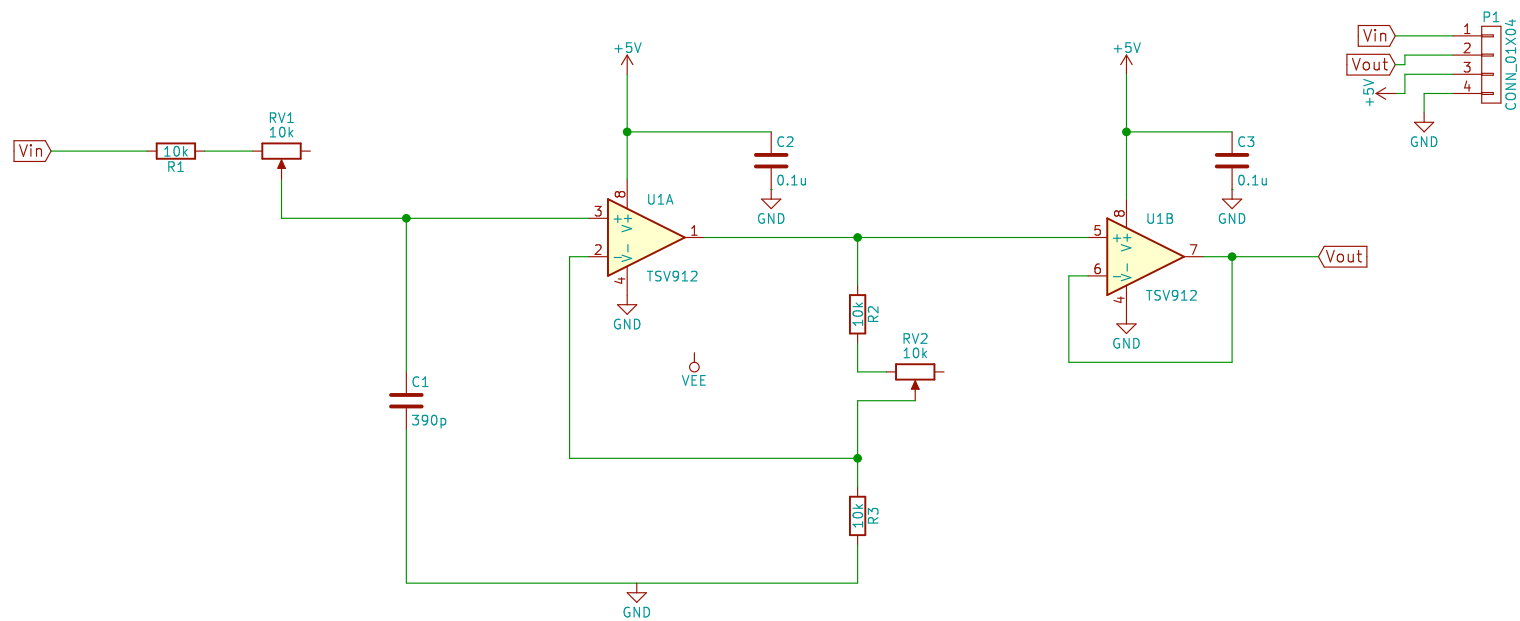 P1
Vin
1
Vout
2
3
4
+5V
CONN_01X04
GND
+5V
+5V
RV1
10k
Vin
10k
R1
C2
0.1u
GND
C3
0.1u
GND
8
U1A
3
+
V+
1
2
-
V-
4
TSV912
GND
8
U1B
5
+
V+
7
6
-
V-
4
TSV912
GND
Vout
10k
R2
RV2
10k
VEE
C1
390p
10k
R3
GND